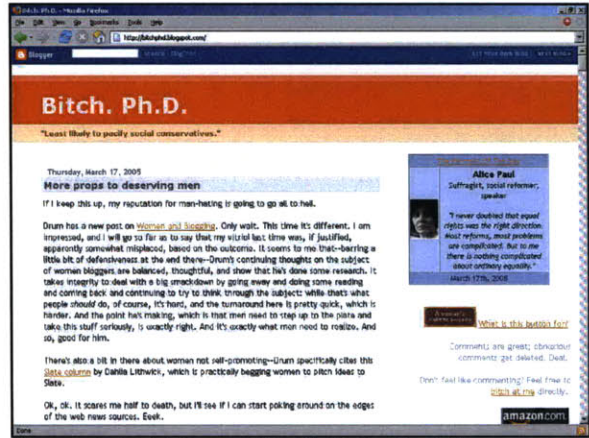 Bitch. Ph.D. - Mozilla Firefox
File Edit View Go Bookmarks Tools Help
http://bitchphd.blogspot.com/
Blogger
Bitch. Ph.D.
"Least likely to pacify social conservatives."
Thursday, March 17, 2005
More props to deserving men
If I keep this up, my reputation for man-hating is going to go all to hell.
Drum has a new post on Women and Blogging. Only wait. This time it's different. I am
impressed, and I will go so far as to say that my vitriol last time was, if justified,
apparently somewhat misplaced, based on the outcome. It seems to me that--barring a
little bit of defensiveness at the end there--Drum's continuing thoughts on the subject
of women bloggers are balanced, thoughtful, and show that he's done some research. It
takes integrity to deal with a big smackdown by going away and doing some reading
and coming back and continuing to try to think through the subject: while that's what
people should do, of course, it's hard, and the turnaround here is pretty quick, which is
harder. And the point he's making, which is that men need to step up to the plate and
take this stuff seriously, is exactly right. And it's exactly what men need to realize. And
so, good for him.
There's also a bit in there about women not self-promoting--Drum specifically cites this
Slate column by Dahlia Lithwick, which is practically begging women to pitch ideas to
Slate.
Ok, ok. It scares me half to death, but I'll see if I can start poking around on the edges
of the web news sources. Eeek.
Alice Paul
Suffragist, social reformer,
speaker
"I never doubted that equal
rights was the right direction.
Most reforms, most problems
are complicated. But to me
there is nothing complicated
about ordinary equality."
March 17th, 2005
What is this button for?
Comments are great; obnoxious
comments get deleted. Deal.
Don't feel like commenting? Feel free to
bitch at me directly.
amazon.com
Done